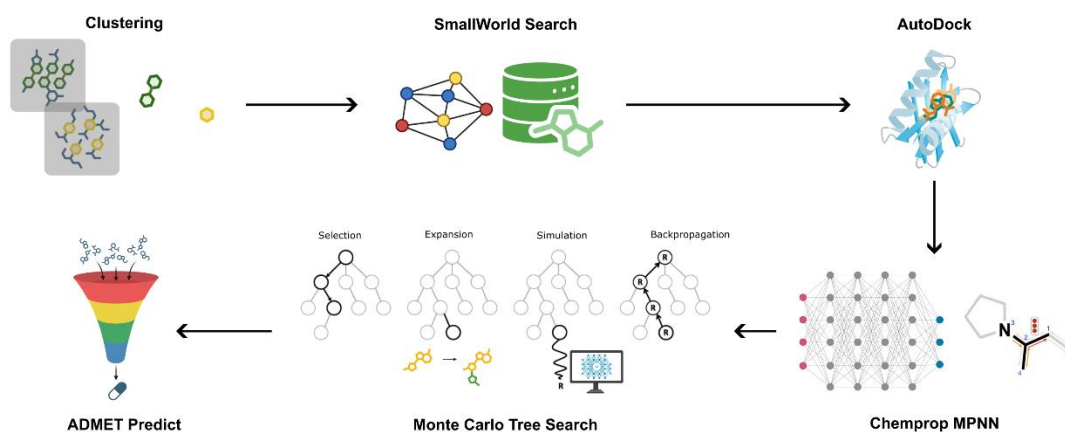 Clustering
SmallWorld Search
AutoDock
Selection
Expansion
Simulation
Backpropagation
R
R
R
R
R
N
3
2
1
4
ADMET Predict
Monte Carlo Tree Search
Chemprop MPNN